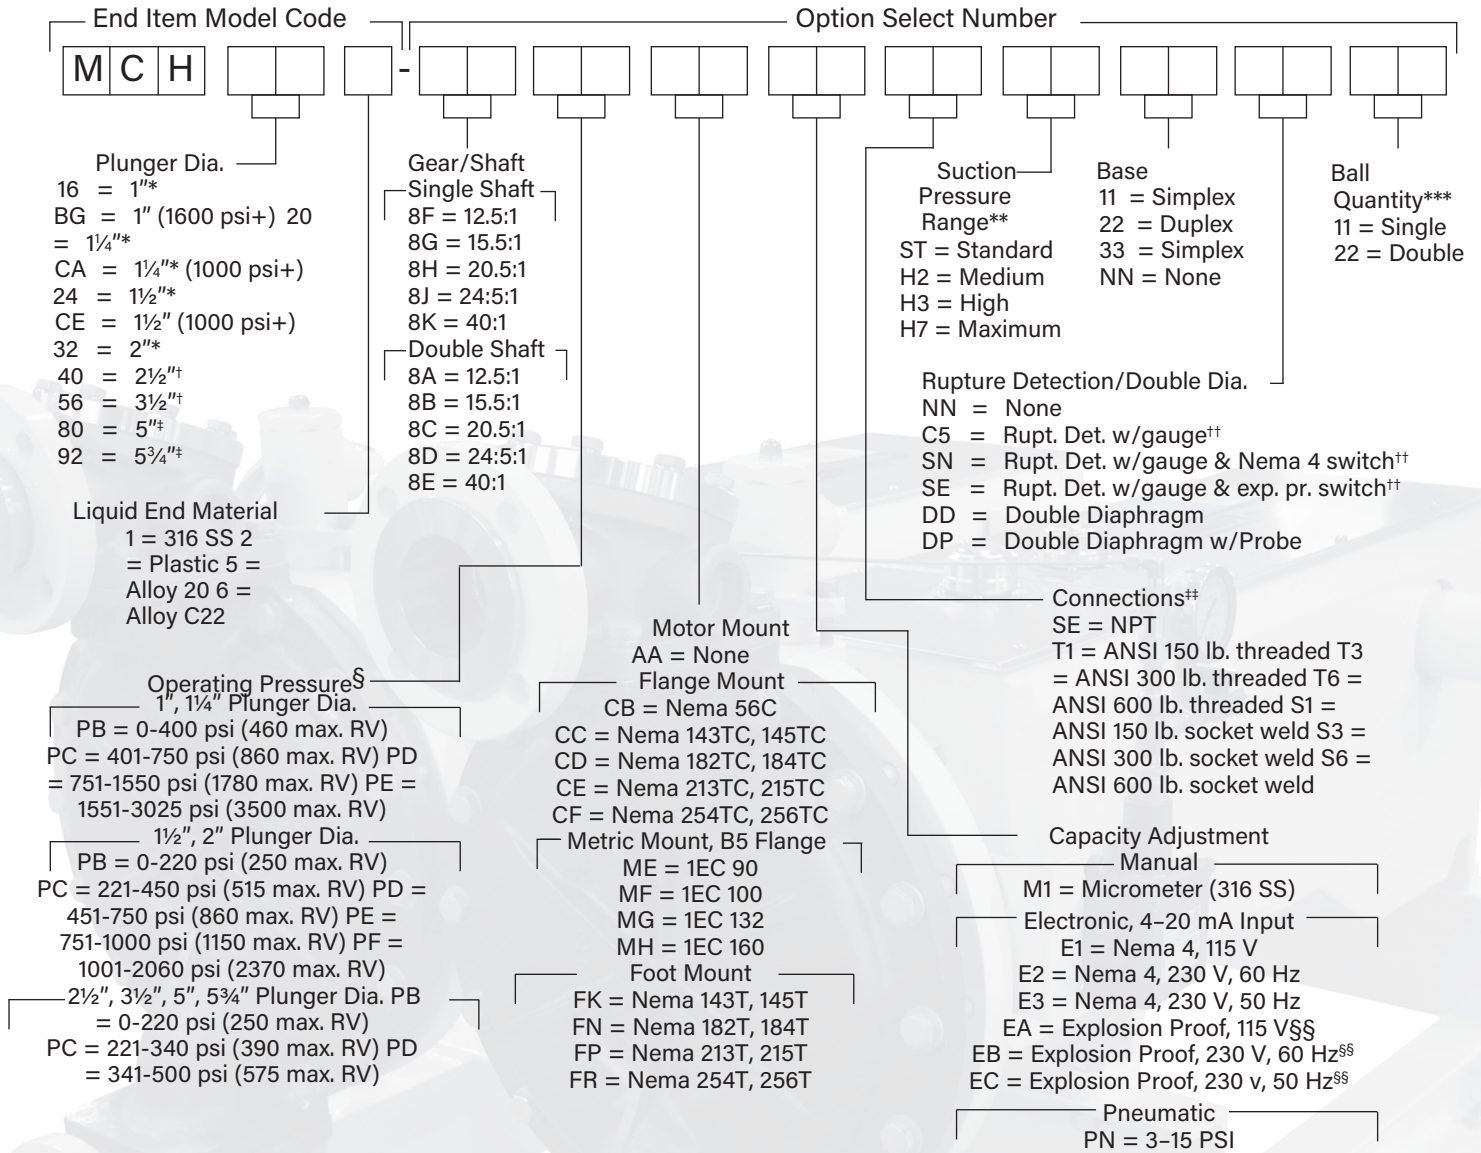 End Item Model Code
Option Select Number
M C H
-
Plunger Dia.
16 = 1"*
BG = 1" (1600 psi+) 20
= 1¼"*
CA = 1¼"* (1000 psi+)
24 = 1½"*
CE = 1½" (1000 psi+)
32 = 2"*
40 = 2½"†
56 = 3½"†
80 = 5"‡
92 = 5¾"‡
Liquid End Material
1 = 316 SS 2
= Plastic 5 =
Alloy 20 6 =
Alloy C22
Gear/Shaft
Single Shaft
8F = 12.5:1
8G = 15.5:1
8H = 20.5:1
8J = 24:5:1
8K = 40:1
Double Shaft
8A = 12.5:1
8B = 15.5:1
8C = 20.5:1
8D = 24:5:1
8E = 40:1
Operating Pressure§
1", 1¼" Plunger Dia.
PB = 0-400 psi (460 max. RV)
PC = 401-750 psi (860 max. RV) PD
= 751-1550 psi (1780 max. RV) PE =
1551-3025 psi (3500 max. RV)
1½", 2" Plunger Dia.
PB = 0-220 psi (250 max. RV)
PC = 221-450 psi (515 max. RV) PD =
451-750 psi (860 max. RV) PE =
751-1000 psi (1150 max. RV) PF =
1001-2060 psi (2370 max. RV)
2½", 3½", 5", 5¾" Plunger Dia. PB
= 0-220 psi (250 max. RV)
PC = 221-340 psi (390 max. RV) PD
= 341-500 psi (575 max. RV)
Motor Mount
AA = None
Flange Mount
CB = Nema 56C
CC = Nema 143TC, 145TC
CD = Nema 182TC, 184TC
CE = Nema 213TC, 215TC
CF = Nema 254TC, 256TC
Metric Mount, B5 Flange
ME = 1EC 90
MF = 1EC 100
MG = 1EC 132
MH = 1EC 160
Foot Mount
FK = Nema 143T, 145T
FN = Nema 182T, 184T
FP = Nema 213T, 215T
FR = Nema 254T, 256T
Suction
Pressure
Range**
ST = Standard
H2 = Medium
H3 = High
H7 = Maximum
Base
11 = Simplex
22 = Duplex
33 = Simplex
NN = None
Ball
Quantity***
11 = Single
22 = Double
Rupture Detection/Double Dia.
NN = None
C5 = Rupt. Det. w/gauge††
SN = Rupt. Det. w/gauge & Nema 4 switch††
SE = Rupt. Det. w/gauge & exp. pr. switch††
DD = Double Diaphragm
DP = Double Diaphragm w/Probe
Connections‡‡
SE = NPT
T1 = ANSI 150 lb. threaded T3
= ANSI 300 lb. threaded T6 =
ANSI 600 lb. threaded S1 =
ANSI 150 lb. socket weld S3 =
ANSI 300 lb. socket weld S6 =
ANSI 600 lb. socket weld
Capacity Adjustment
Manual
M1 = Micrometer (316 SS)
Electronic, 4–20 mA Input
E1 = Nema 4, 115 V
E2 = Nema 4, 230 V, 60 Hz
E3 = Nema 4, 230 V, 50 Hz
EA = Explosion Proof, 115 V§§
EB = Explosion Proof, 230 V, 60 Hz§§
EC = Explosion Proof, 230 v, 50 Hz§§
Pneumatic
PN = 3–15 PSI